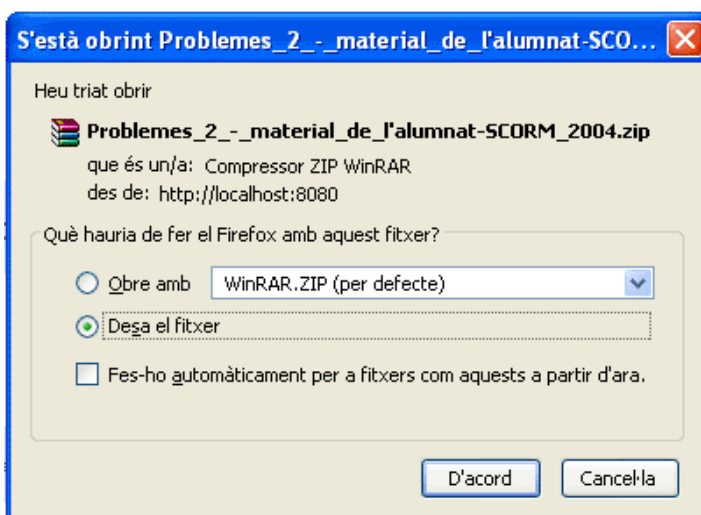 S'està obrint Problemes_2_-_material_de_l'alumnat-SCO...
Heu triat obrir
Problemes_2_-_material_de_l'alumnat-SCORM_2004.zip
que és un/a: Compressor ZIP WinRAR
des de: http://localhost:8080
Què hauria de fer el Firefox amb aquest fitxer?
Obre amb WinRAR.ZIP (per defecte)
Desa el fitxer
Fes-ho automàticament per a fitxers com aquests a partir d'ara.
D'acord Cancel·la